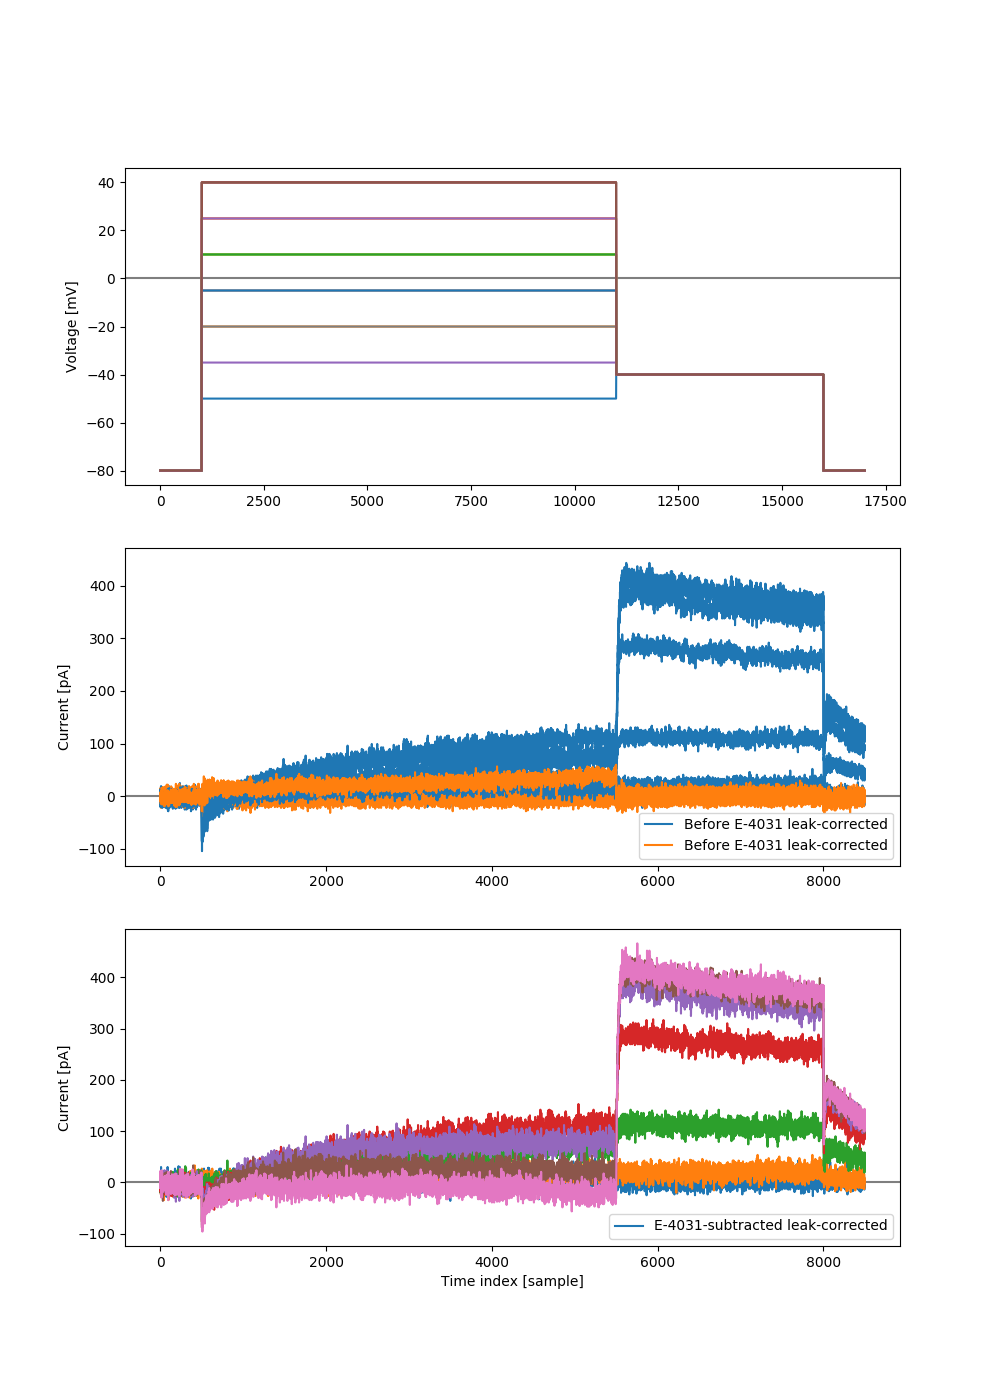 40
20
0
−20
−40
−60
−80
Voltage [mV]
0 2500 5000 7500 10000 12500 15000 17500
400
300
200
100
0
−100
Current [pA]
Before E-4031 leak-corrected
Before E-4031 leak-corrected
0 2000 4000 6000 8000
400
300
200
100
0
−100
Current [pA]
E-4031-subtracted leak-corrected
0 2000 4000 6000 8000
Time index [sample]